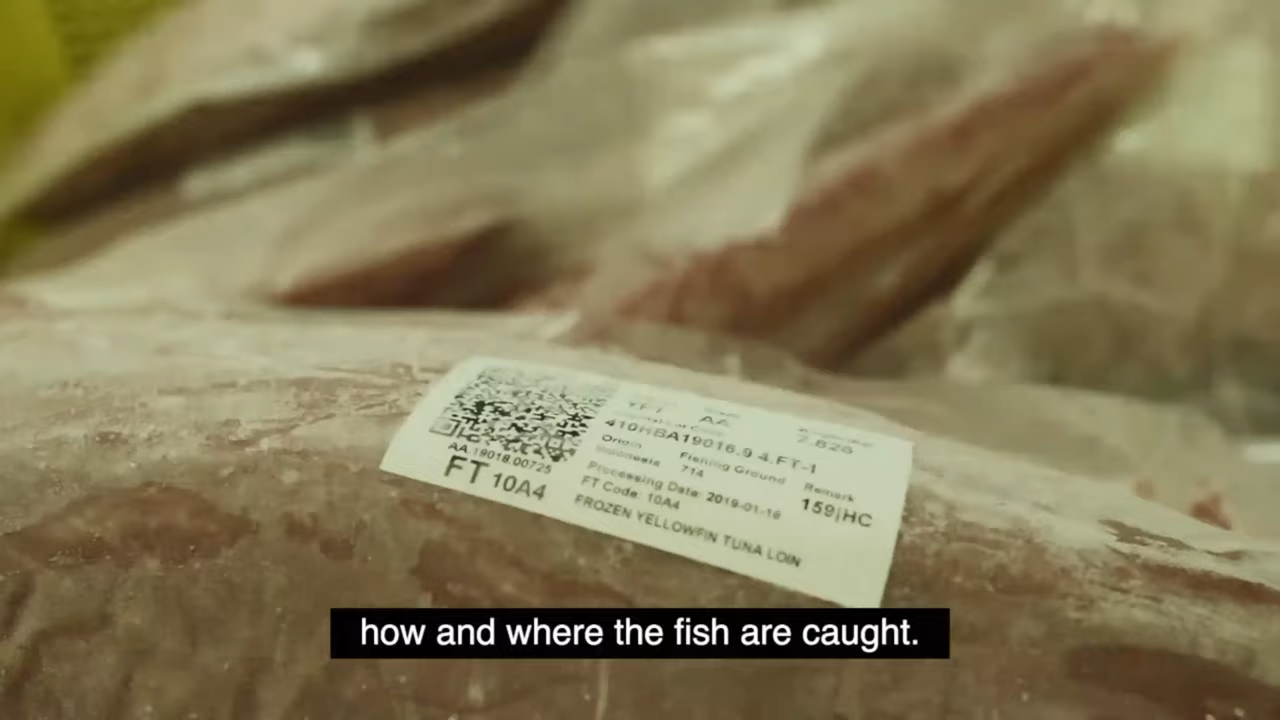 YFT AA 2.828
410HBA19016.9 4.FT-1
Origin Fishing Ground Remark
Indonesia 714 159|HC
Processing Date: 2019-01-16
FT Code: 10A4
FROZEN YELLOWFIN TUNA LOIN
AA.19018.00725
FT 10A4
how and where the fish are caught.